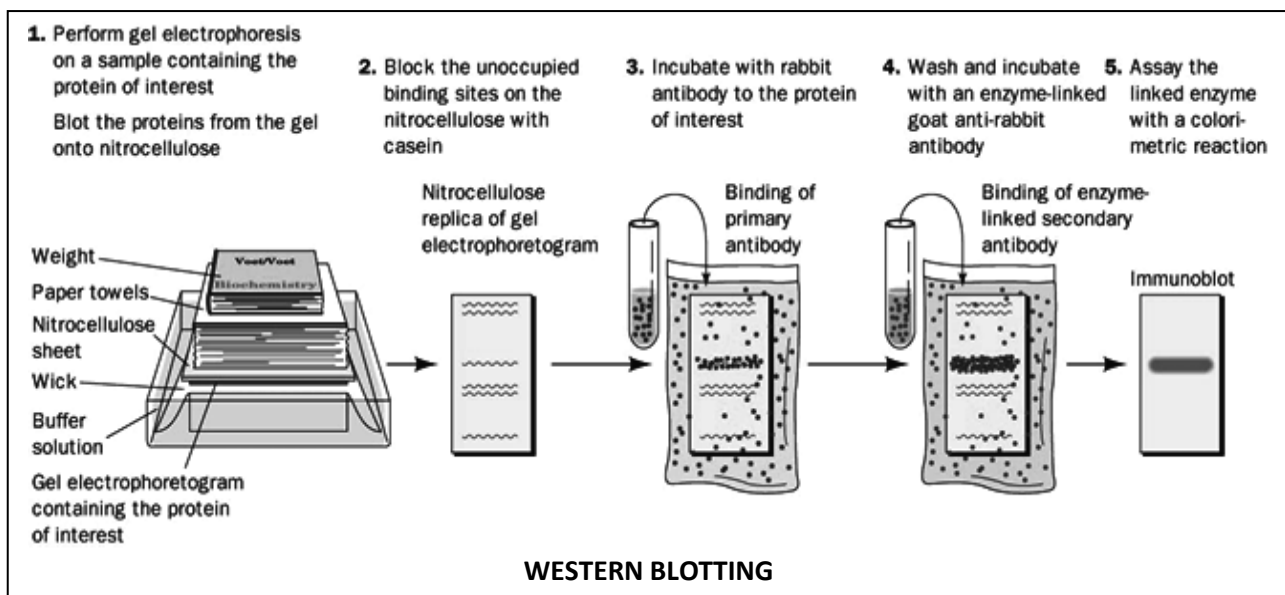 1. Perform gel electrophoresis
on a sample containing the
protein of interest
Blot the proteins from the gel
onto nitrocellulose
2. Block the unoccupied
binding sites on the
nitrocellulose with
casein
3. Incubate with rabbit
antibody to the protein
of interest
4. Wash and incubate
with an enzyme-linked
goat anti-rabbit
antibody
5. Assay the
linked enzyme
with a colori-
metric reaction
Nitrocellulose
replica of gel
electrophoretogram
Binding of
primary
antibody
Binding of enzyme-
linked secondary
antibody
Immunoblot
Voet/Voet
Biochemistry
Weight
Paper towels
Nitrocellulose
sheet
Wick
Buffer
solution
Gel electrophoretogram
containing the protein
of interest
WESTERN BLOTTING